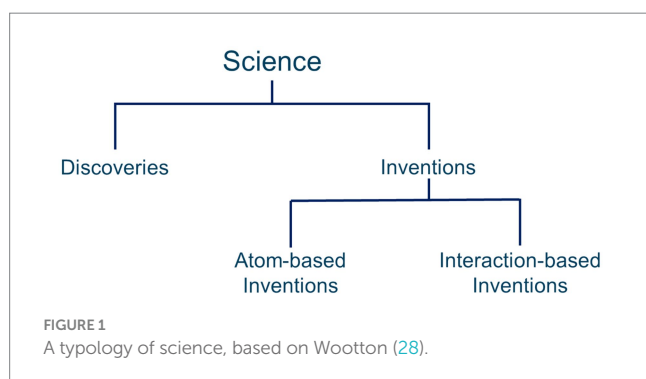 Science
Discoveries
Inventions
Atom-based
Inventions
Interaction-based
Inventions
FIGURE 1
A typology of science, based on Wootton (28).